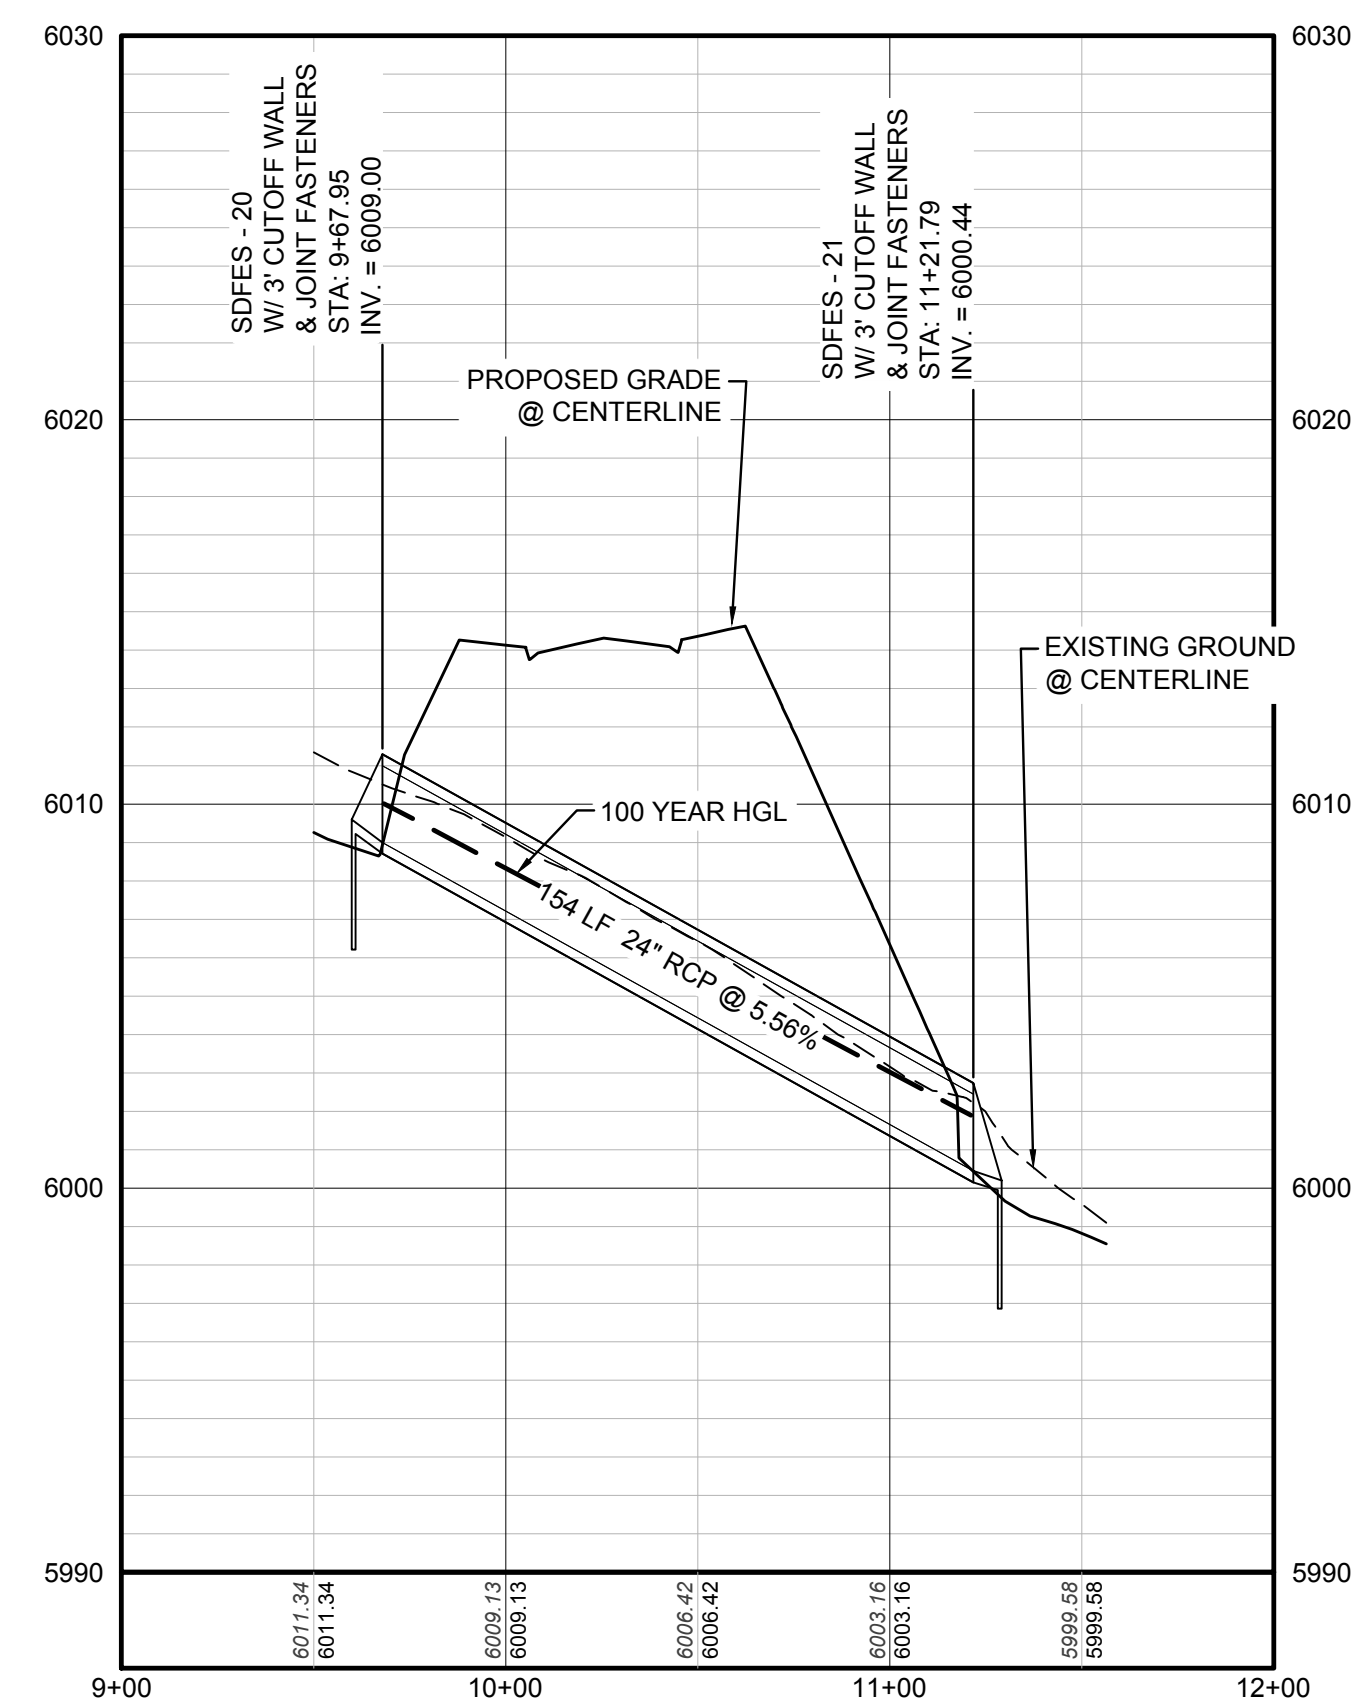 6030
6030
SDFES - 20
W/ 3' CUTOFF WALL
& JOINT FASTENERS
STA: 9+67.95
INV. = 6009.00
SDFES - 21
W/ 3' CUTOFF WALL
& JOINT FASTENERS
STA: 11+21.79
INV. = 6000.44
PROPOSED GRADE
@ CENTERLINE
6020
6020
EXISTING GROUND
@ CENTERLINE
6010
6010
100 YEAR HGL
154 LF 24" RCP @ 5.56%
6000
6000
5990
5990
6011.34
6011.34
6009.13
6009.13
6006.42
6006.42
6003.16
6003.16
5999.58
5999.58
9+00
10+00
11+00
12+00